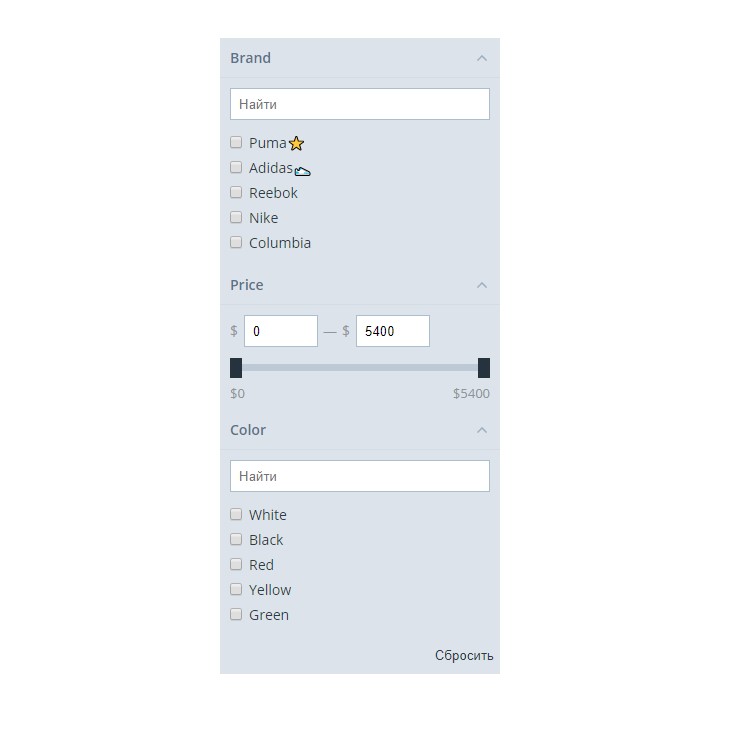 Brand
Найти
Puma
Adidas
Reebok
Nike
Columbia
Price
$ 0 — $ 5400
$0 $5400
Color
Найти
White
Black
Red
Yellow
Green
Сбросить